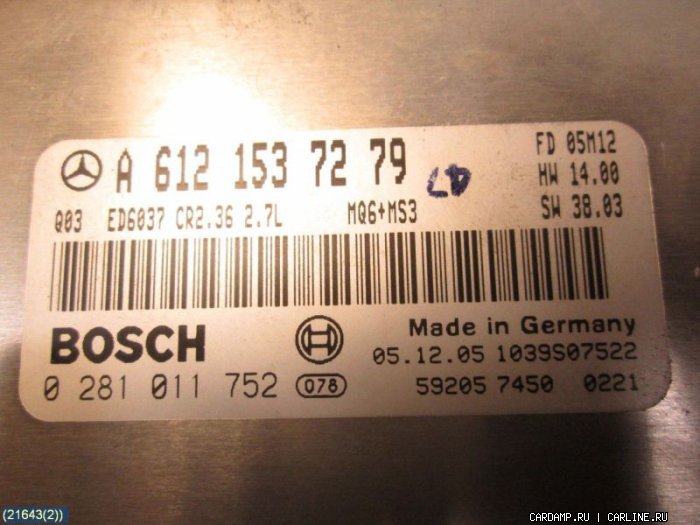 A 612 153 72 79
FD 05M12
HW 14.00
SW 38.03
Q03 ED6037 CR2.36 2.7L MQ6+MS3
BOSCH
Made in Germany
05.12.05 1039S07522
0 281 011 752 078
59205 7450 0221
(21643(2))
CARDAMP.RU | CARLINE.RU